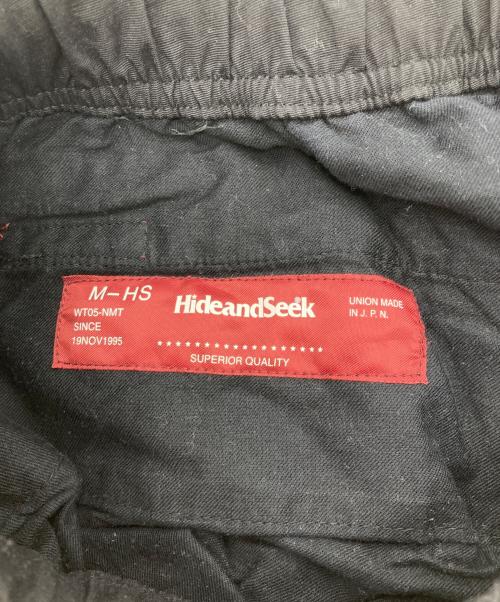 M-HS
WT05-NMT
SINCE
19NOV1995
HideandSeek
★★★★★★★★★★★★★★★★★★
SUPERIOR QUALITY
UNION MADE
IN J.P.N.